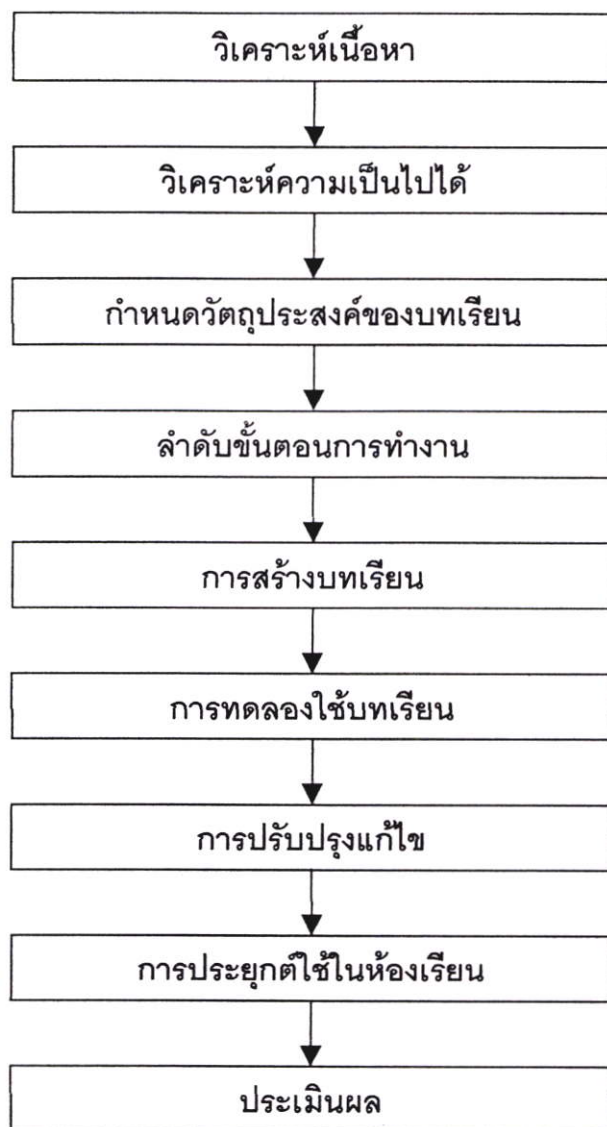 วิเคราะห์เนื้อหา
วิเคราะห์ความเป็นไปได้
กำหนดวัตถุประสงค์ของบทเรียน
ลำดับขั้นตอนการทำงาน
การสร้างบทเรียน
การทดลองใช้บทเรียน
การปรับปรุงแก้ไข
การประยุกต์ใช้ในห้องเรียน
ประเมินผล